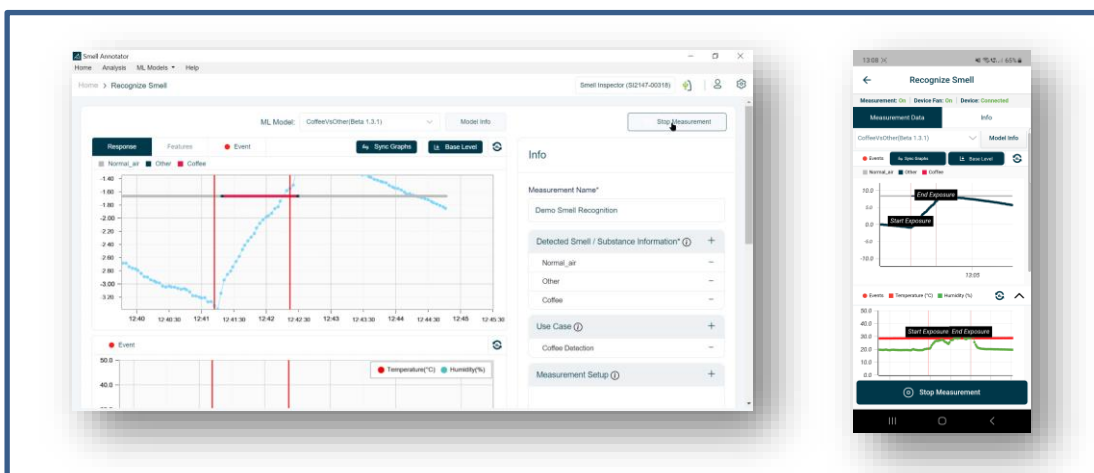 Smell Annotator
Home Analysis ML Models Help
Home > Recognize Smell
Smell Inspector (SI2147-00318)
ML Model: CoffeeVsOther(Beta 1.3.1)
Model Info
Stop Measurement
Response
Features
Event
Sync Graphs
Base Level
Normal_air Other Coffee
-1.40
-1.60
-1.80
-2.00
-2.20
-2.40
-2.60
-2.80
-3.00
-3.20
12:40 12:40:30 12:41 12:41:30 12:42 12:42:30 12:43 12:43:30 12:44 12:44:30 12:45 12:45:30
Event
50.0
40.0
Temperature(°C) Humidity(%)
Info
Measurement Name*
Demo Smell Recognition
Detected Smell / Substance Information*
Normal_air
Other
Coffee
Use Case
Coffee Detection
Measurement Setup
13:08
65%
Recognize Smell
Measurement: On Device Fan: On Device: Connected
Measurement Data
Info
CoffeeVsOther(Beta 1.3.1)
Model Info
Events
Sync Graphs
Base Level
Normal_air Other Coffee
10.0
5.0
0.0
-5.0
-10.0
End Exposure
Start Exposure
13:05
Events Temperature (°C) Humidity (%)
50.0
40.0
30.0
20.0
10.0
0.0
Start Exposure End Exposure
Stop Measurement